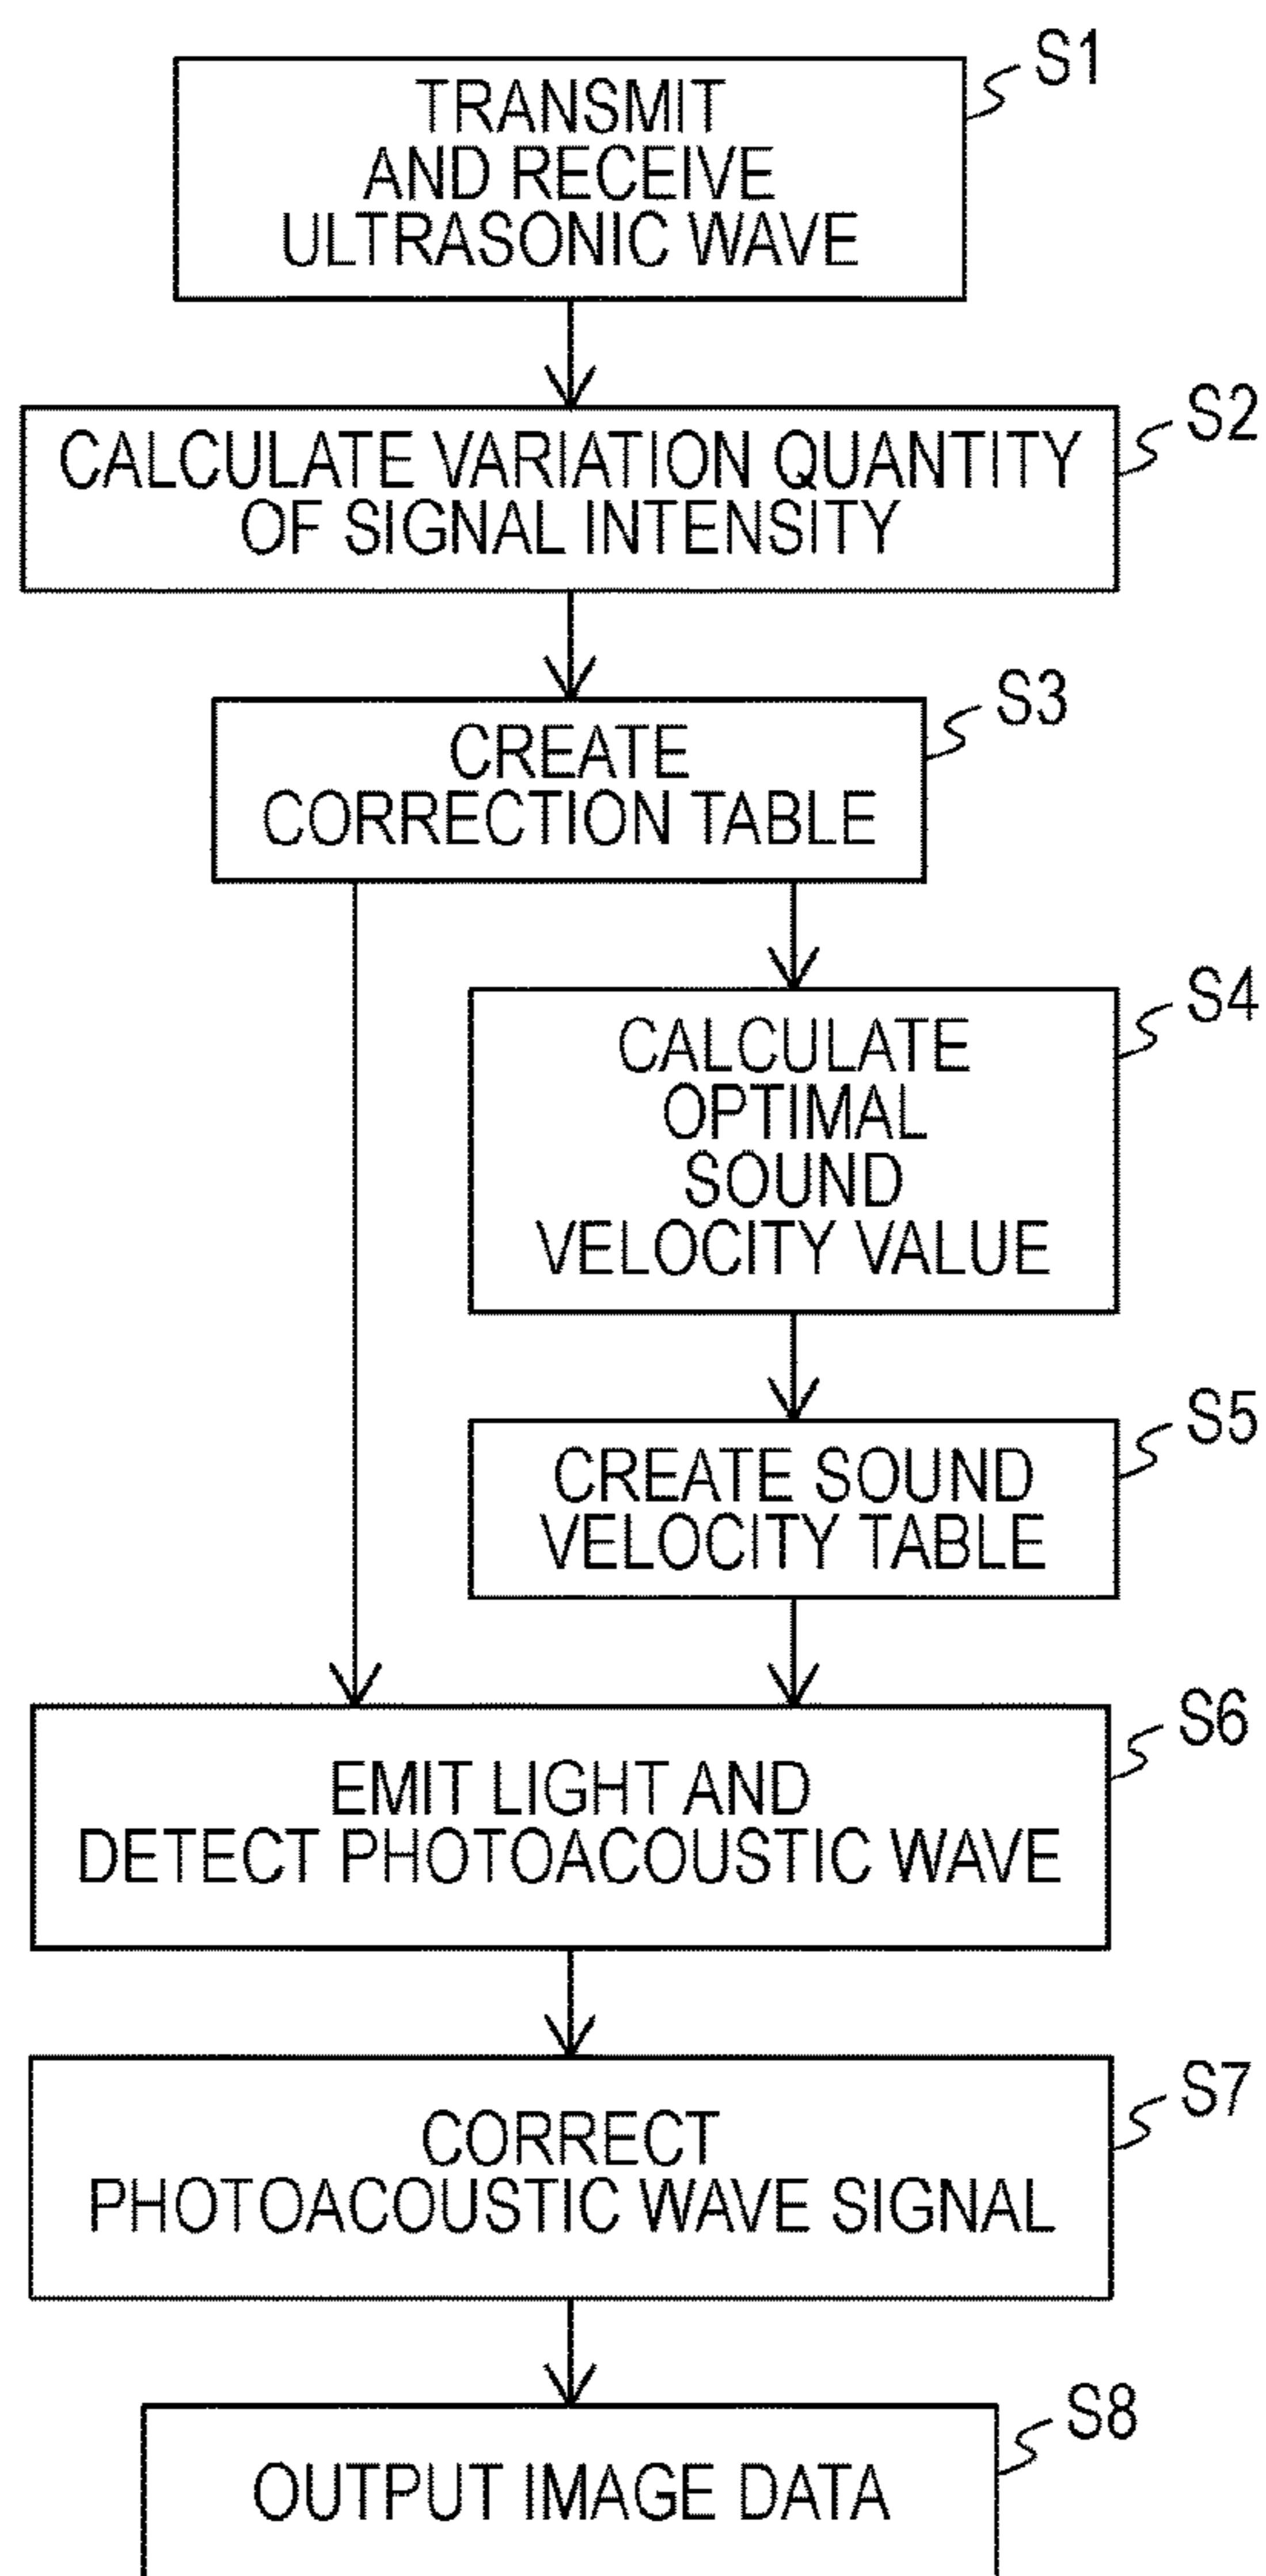 S1
TRANSMIT
AND RECEIVE
ULTRASONIC WAVE
S2
CALCULATE VARIATION QUANTITY
OF SIGNAL INTENSITY
S3
CREATE
CORRECTION TABLE
S4
CALCULATE
OPTIMAL
SOUND
VELOCITY VALUE
S5
CREATE SOUND
VELOCITY TABLE
S6
EMIT LIGHT AND
DETECT PHOTOACOUSTIC WAVE
S7
CORRECT
PHOTOACOUSTIC WAVE SIGNAL
S8
OUTPUT IMAGE DATA